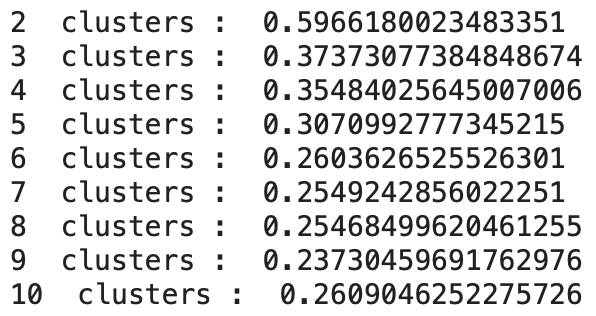 2  clusters :  0.5966180023483351
3  clusters :  0.37373077384848674
4  clusters :  0.35484025645007006
5  clusters :  0.3070992777345215
6  clusters :  0.2603626525526301
7  clusters :  0.2549242856022251
8  clusters :  0.25468499620461255
9  clusters :  0.23730459691762976
10  clusters :  0.2609046252275726